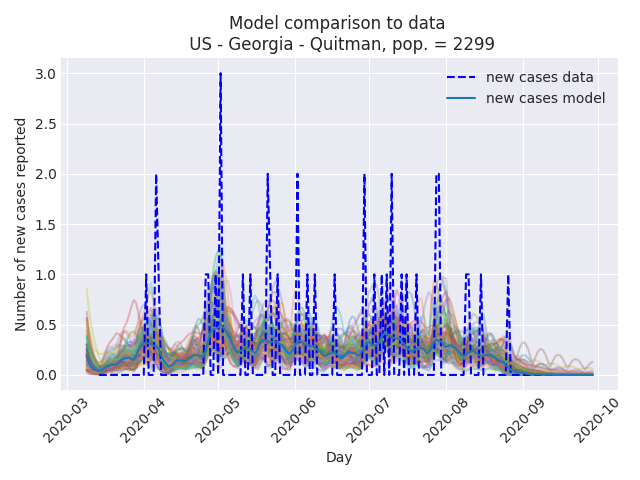 Model comparison to data
US - Georgia - Quitman, pop. = 2299
new cases data
new cases model
Number of new cases reported
3.0
2.5
2.0
1.5
1.0
0.5
0.0
2020-03
2020-04
2020-05
2020-06
2020-07
2020-08
2020-09
2020-10
Day